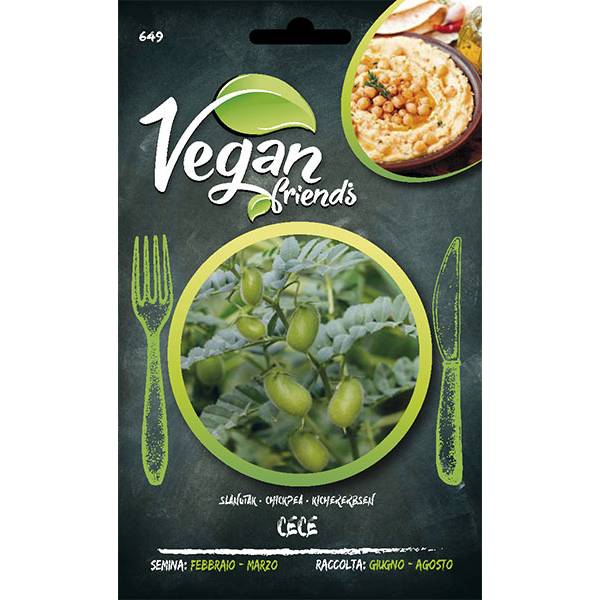 649
Vegan
friends
SLANUTAK · CHICKPEA · KICHERERBSEN
CECE
SEMINA: FEBBRAIO - MARZO RACCOLTA: GIUGNO - AGOSTO